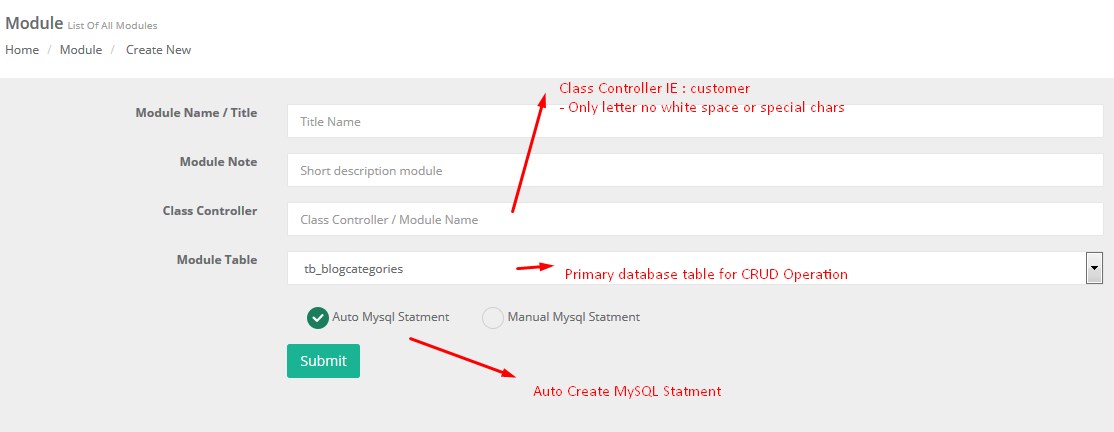 Module List Of All Modules
Home / Module / Create New
Class Controller IE : customer
- Only letter no white space or special chars
Module Name / Title
Title Name
Module Note
Short description module
Class Controller
Class Controller / Module Name
Module Table
tb_blogcategories
Primary database table for CRUD Operation
Auto Mysql Statment
Manual Mysql Statment
Submit
Auto Create MySQL Statment